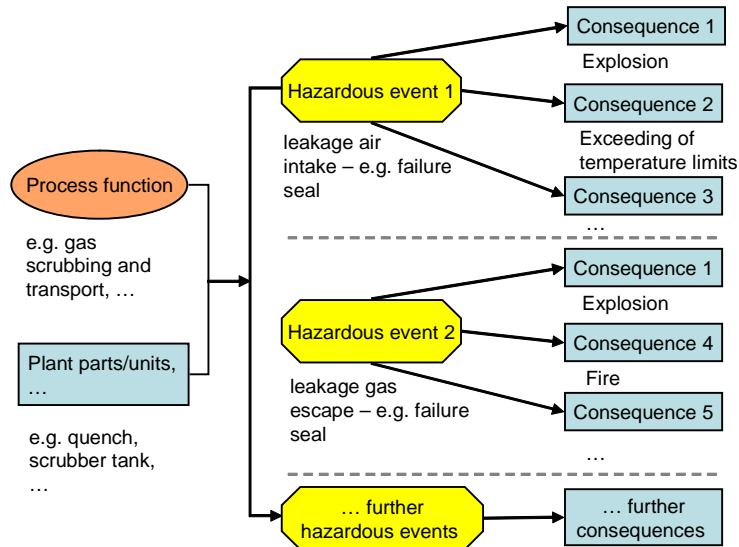 Process function
e.g. gas
scrubbing and
transport, …
Plant parts/units,
…
e.g. quench,
scrubber tank,
…
Hazardous event 1
leakage air
intake – e.g. failure
seal
Consequence 1
Explosion
Consequence 2
Exceeding of
temperature limits
Consequence 3
…
Hazardous event 2
leakage gas
escape – e.g. failure
seal
Consequence 1
Explosion
Consequence 4
Fire
Consequence 5
…
… further
hazardous events
… further
consequences